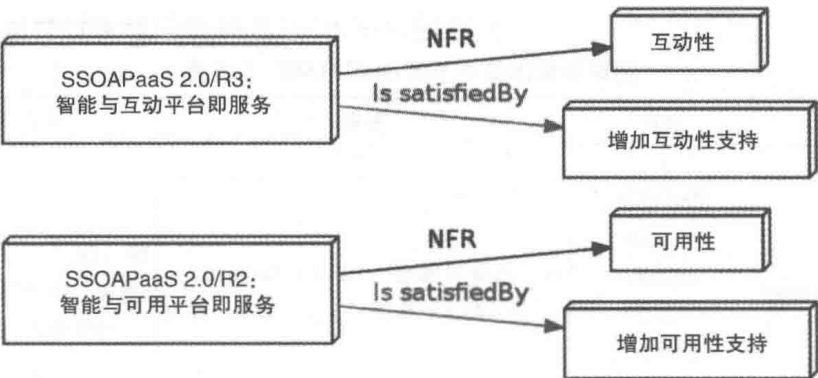 NFR
互动性
SSOAPaaS 2.0/R3:
智能与互动平台即服务
Is satisfiedBy
增加互动性支持
NFR
可用性
SSOAPaaS 2.0/R2:
智能与可用平台即服务
Is satisfiedBy
增加可用性支持